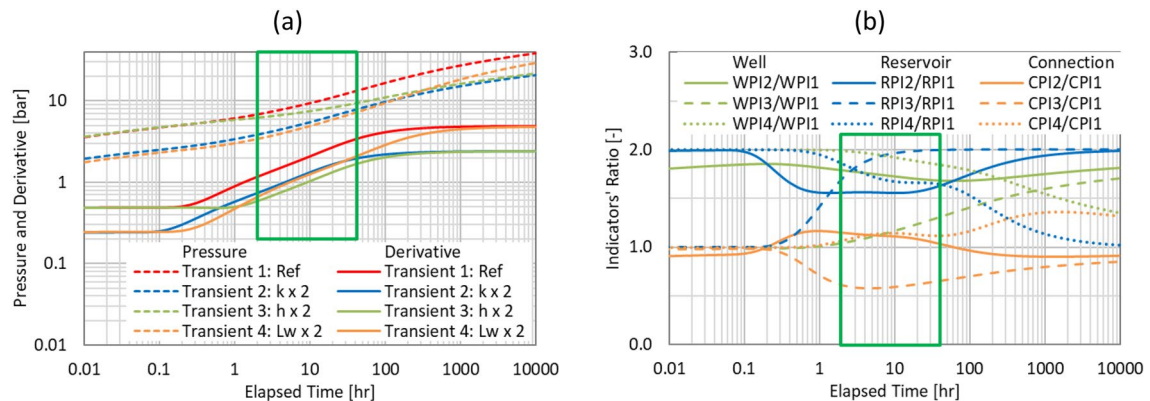 (a)
Pressure and Derivative [bar]
10
1
0.1
0.01
Pressure Derivative
Transient 1: Ref Transient 1: Ref
Transient 2: k x 2 Transient 2: k x 2
Transient 3: h x 2 Transient 3: h x 2
Transient 4: Lw x 2 Transient 4: Lw x 2
0.01 0.1 1 10 100 1000 10000
Elapsed Time [hr]
(b)
Indicators' Ratio [-]
3.0
2.0
1.0
0.0
Well Reservoir Connection
WPI2/WPI1 RPI2/RPI1 CPI2/CPI1
WPI3/WPI1 RPI3/RPI1 CPI3/CPI1
WPI4/WPI1 RPI4/RPI1 CPI4/CPI1
0.01 0.1 1 10 100 1000 10000
Elapsed Time [hr]